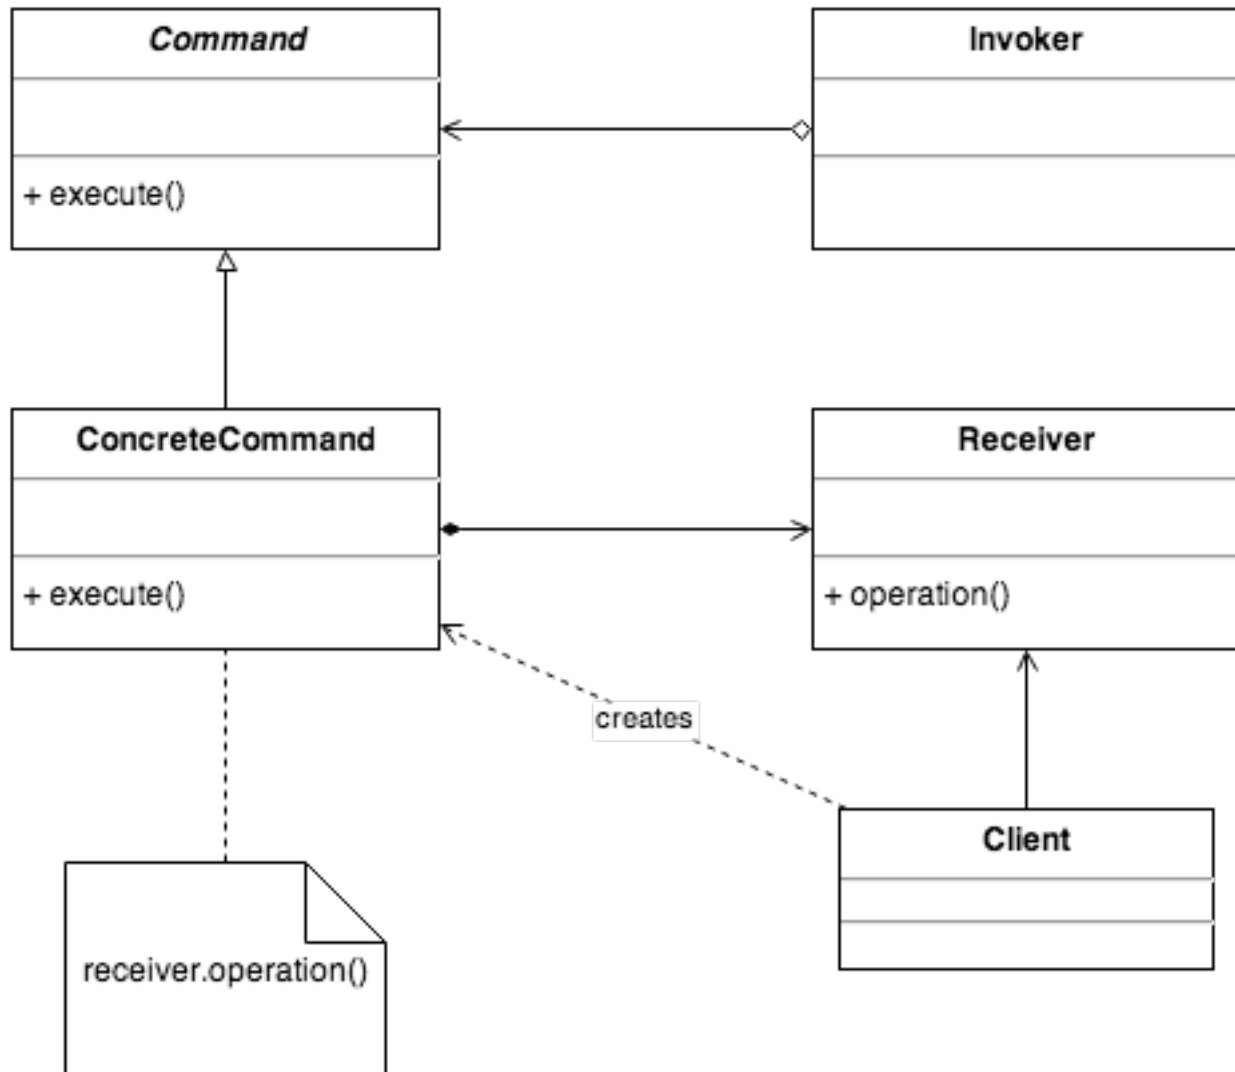 Command
Invoker
+ execute()
ConcreteCommand
Receiver
+ execute()
+ operation()
creates
Client
receiver.operation()